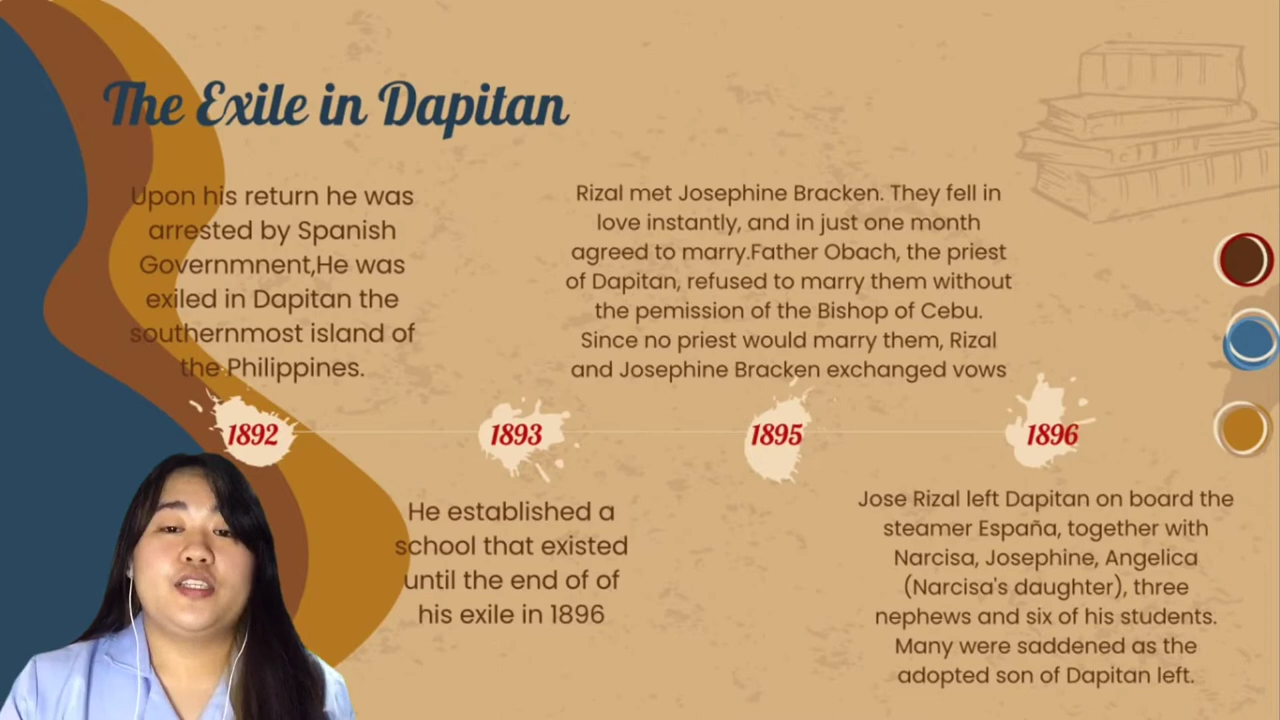 The Exile in Dapitan
Upon his return he was
arrested by Spanish
Governmnent,He was
exiled in Dapitan the
southernmost island of
the Philippines.
Rizal met Josephine Bracken. They fell in
love instantly, and in just one month
agreed to marry.Father Obach, the priest
of Dapitan, refused to marry them without
the pemission of the Bishop of Cebu.
Since no priest would marry them, Rizal
and Josephine Bracken exchanged vows
1892
1893
1895
1896
He established a
school that existed
until the end of of
his exile in 1896
Jose Rizal left Dapitan on board the
steamer España, together with
Narcisa, Josephine, Angelica
(Narcisa's daughter), three
nephews and six of his students.
Many were saddened as the
adopted son of Dapitan left.